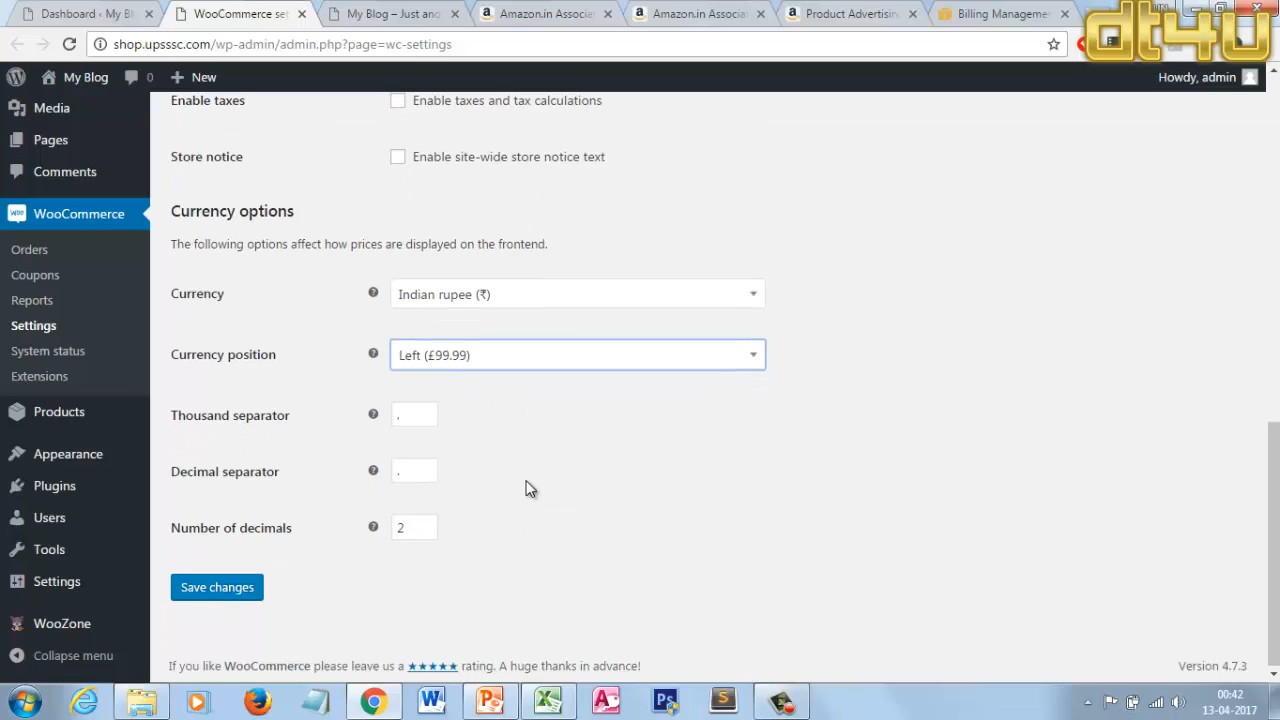 Dashboard ‹ My Bl
WooCommerce set
My Blog – Just ano
Amazon.in Associa
Amazon.in Associa
Product Advertising
Billing Manageme
dt4u
shop.upsssc.com/wp-admin/admin.php?page=wc-settings
My Blog
0
New
Howdy, admin
Media
Pages
Comments
WooCommerce
Orders
Coupons
Reports
Settings
System status
Extensions
Products
Appearance
Plugins
Users
Tools
Settings
WooZone
Collapse menu
Enable taxes
Enable taxes and tax calculations
Store notice
Enable site-wide store notice text
Currency options
The following options affect how prices are displayed on the frontend.
Currency
Indian rupee (₹)
Currency position
Left (£99.99)
Thousand separator
,
Decimal separator
.
Number of decimals
2
Save changes
If you like WooCommerce please leave us a ★★★★★ rating. A huge thanks in advance!
Version 4.7.3
00:42
13-04-2017